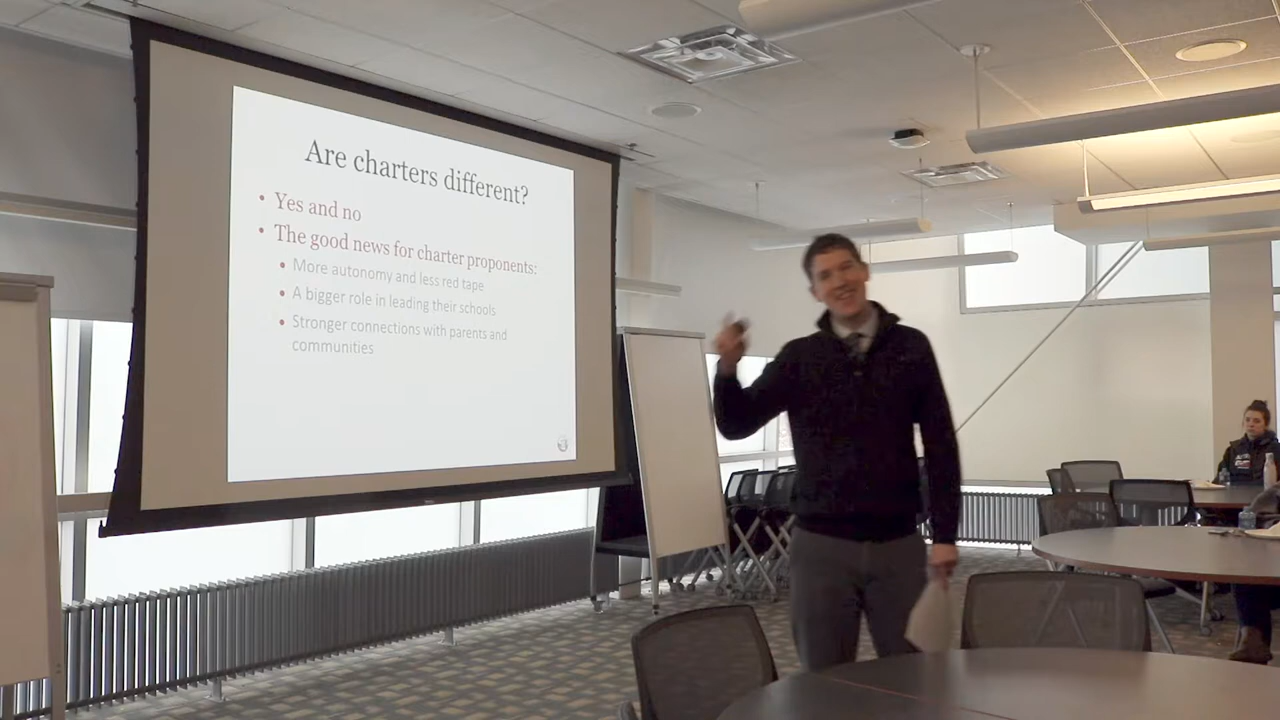 Are charters different?
• Yes and no
• The good news for charter proponents:
• More autonomy and less red tape
• A bigger role in leading their schools
• Stronger connections with parents and
communities